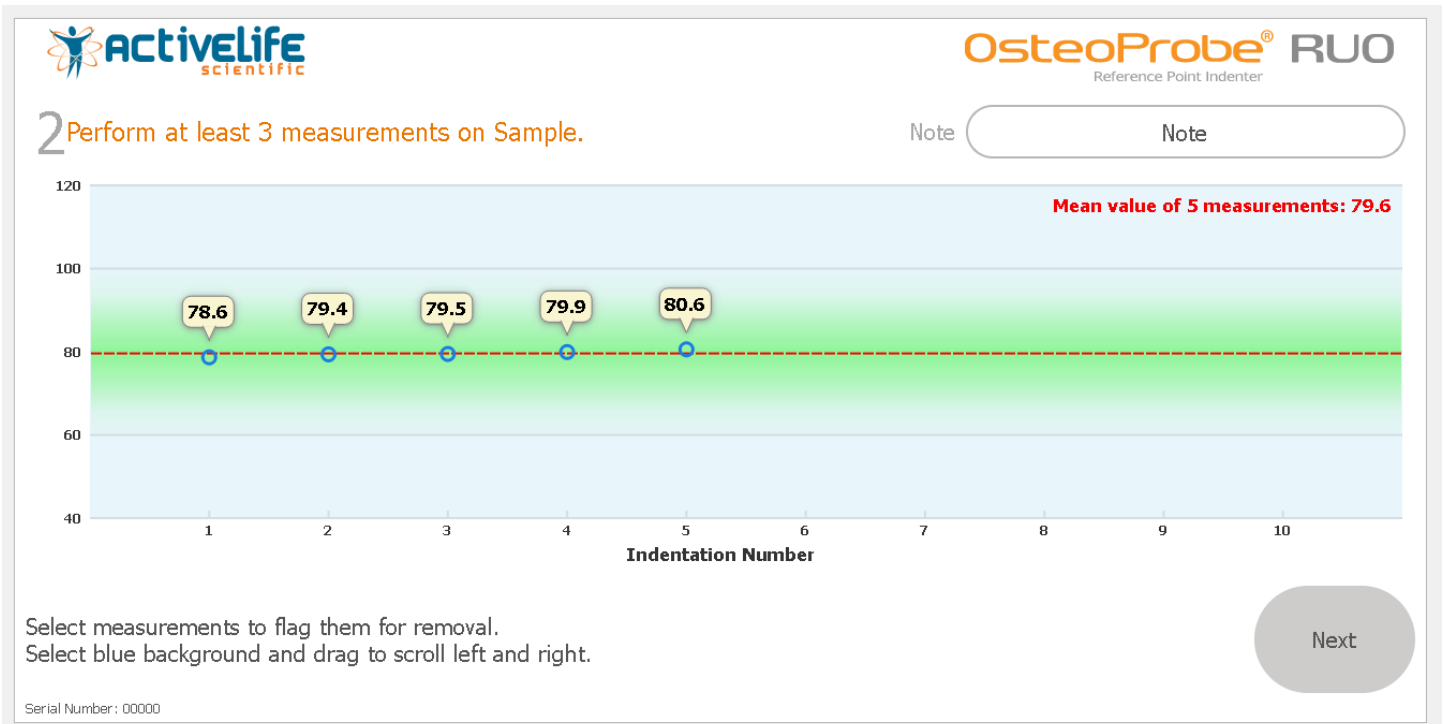 ActiveLife
scientific
OsteoProbe® RUO
Reference Point Indenter
2 Perform at least 3 measurements on Sample.
Note
Note
Mean value of 5 measurements: 79.6
120
100
80
60
40
78.6
79.4
79.5
79.9
80.6
1 2 3 4 5 6 7 8 9 10
Indentation Number
Select measurements to flag them for removal.
Select blue background and drag to scroll left and right.
Next
Serial Number: 00000